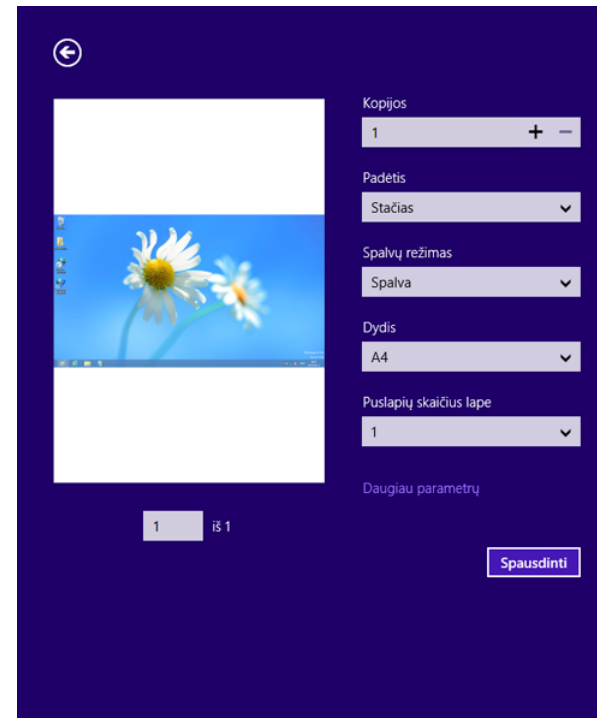 Kopijos
1
Padėtis
Stačias
Spalvų režimas
Spalva
Dydis
A4
Puslapių skaičius lape
1
Daugiau parametrų
1 iš 1
Spausdinti